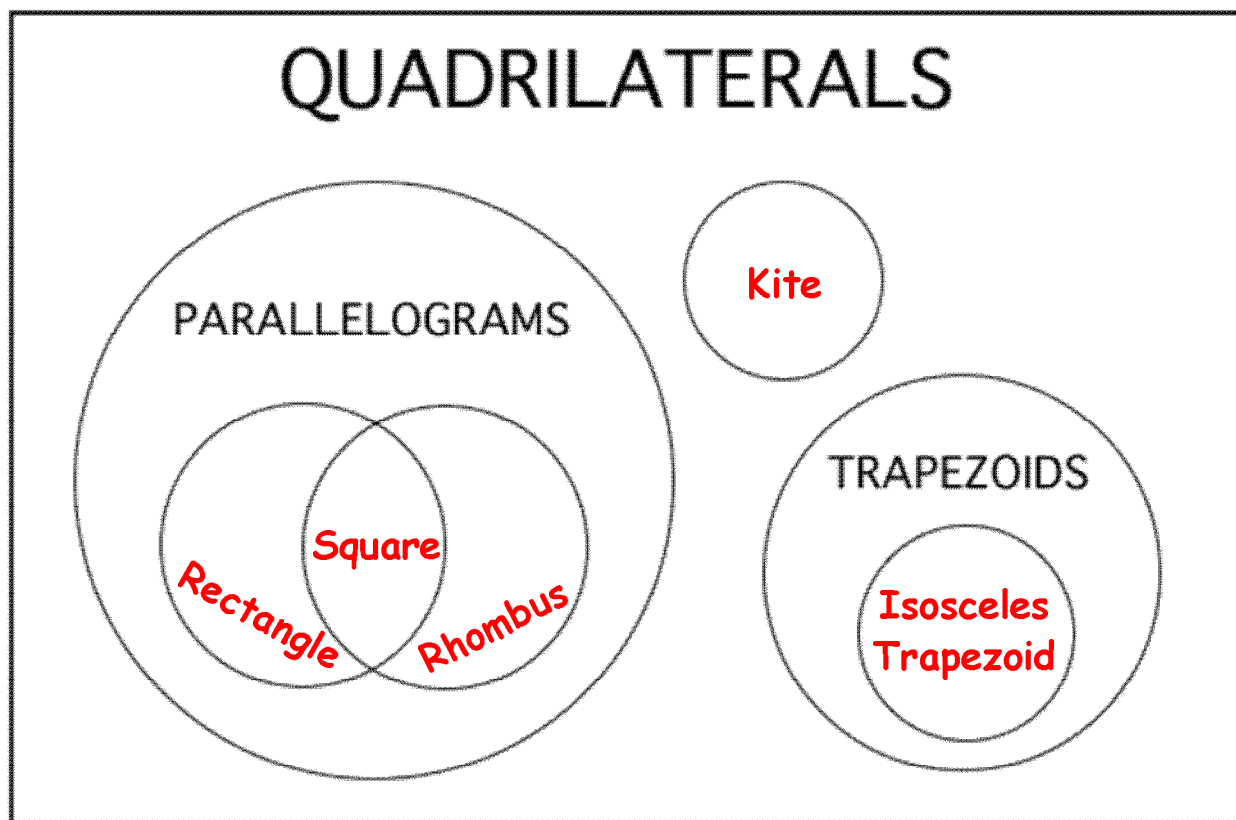 QUADRILATERALS
Kite
PARALLELOGRAMS
TRAPEZOIDS
Square
Rectangle
Rhombus
Isosceles
Trapezoid